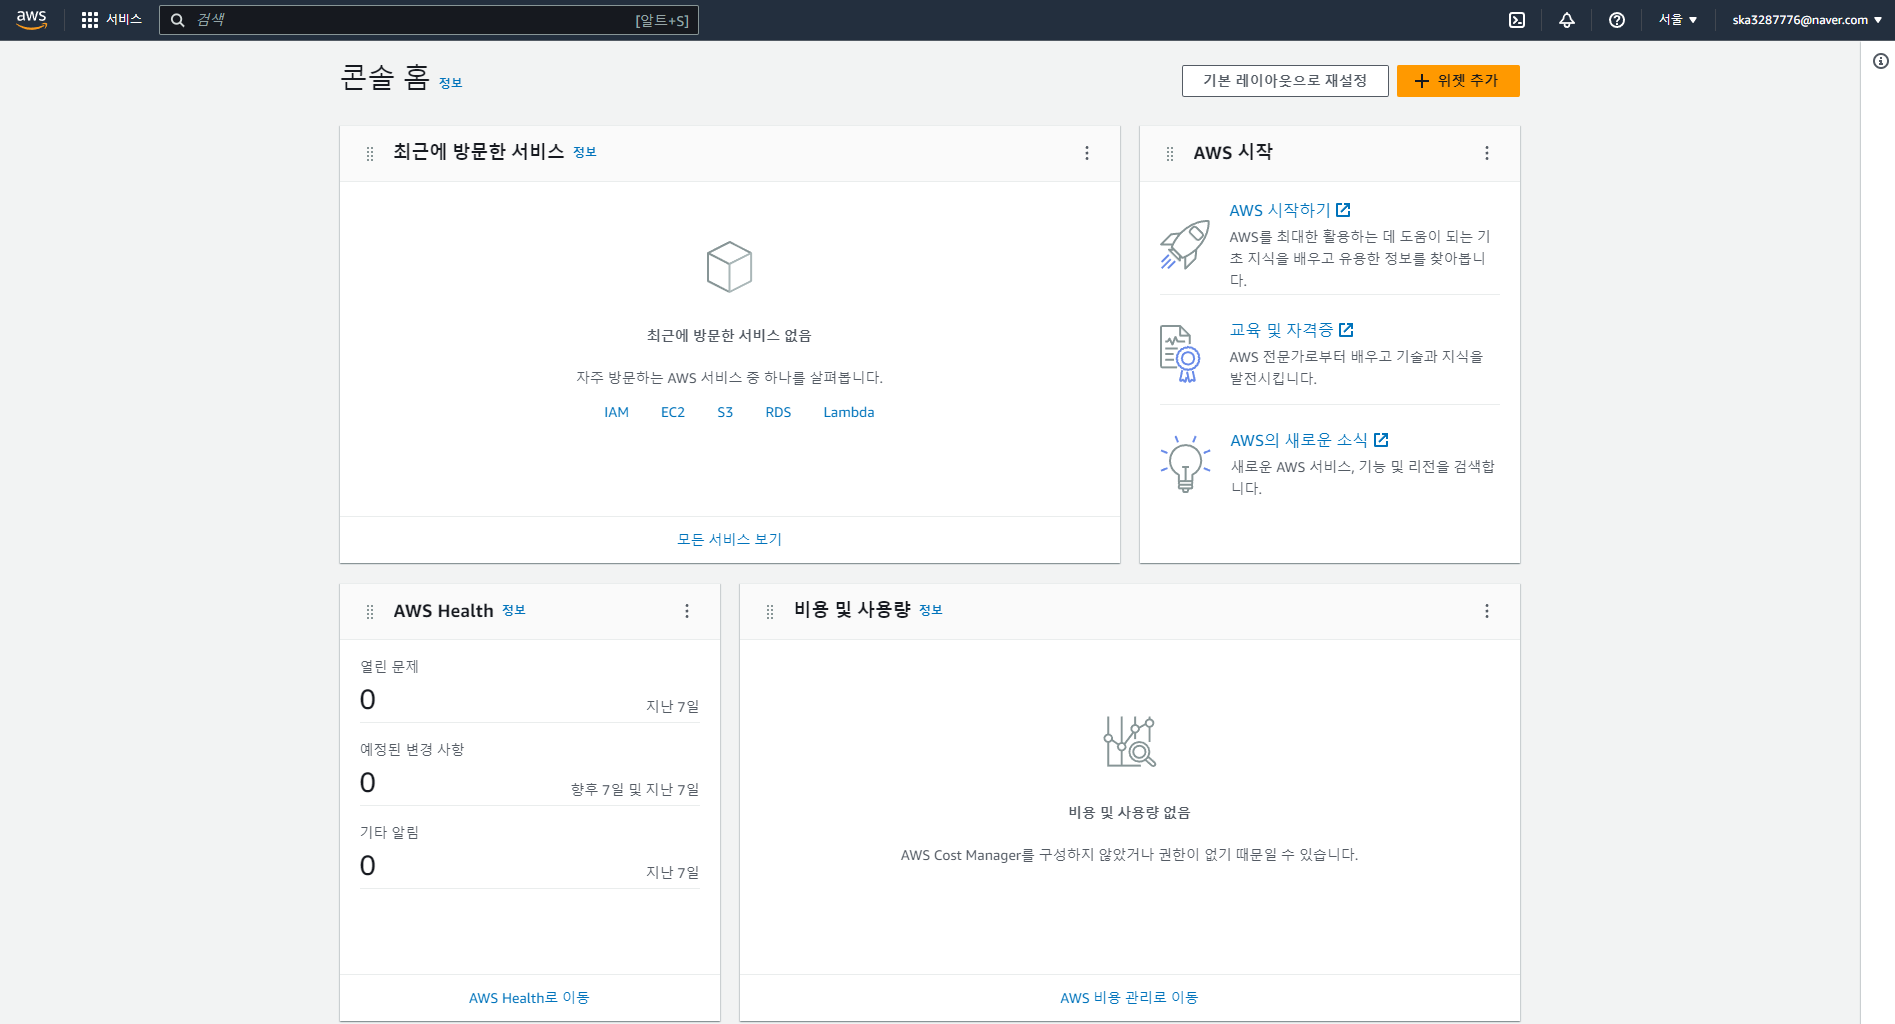 aws
서비스
검색
[알트+S]
서울 ▼
ska3287776@naver.com ▼
콘솔 홈 정보
기본 레이아웃으로 재설정
위젯 추가
최근에 방문한 서비스 정보
최근에 방문한 서비스 없음
자주 방문하는 AWS 서비스 중 하나를 살펴봅니다.
IAM EC2 S3 RDS Lambda
모든 서비스 보기
AWS 시작
AWS 시작하기
AWS를 최대한 활용하는 데 도움이 되는 기
초 지식을 배우고 유용한 정보를 찾아봅니
다.
교육 및 자격증
AWS 전문가로부터 배우고 기술과 지식을
발전시킵니다.
AWS의 새로운 소식
새로운 AWS 서비스, 기능 및 리전을 검색합
니다.
AWS Health 정보
열린 문제
0
지난 7일
예정된 변경 사항
0
향후 7일 및 지난 7일
기타 알림
0
지난 7일
AWS Health로 이동
비용 및 사용량 정보
비용 및 사용량 없음
AWS Cost Manager를 구성하지 않았거나 권한이 없기 때문일 수 있습니다.
AWS 비용 관리로 이동